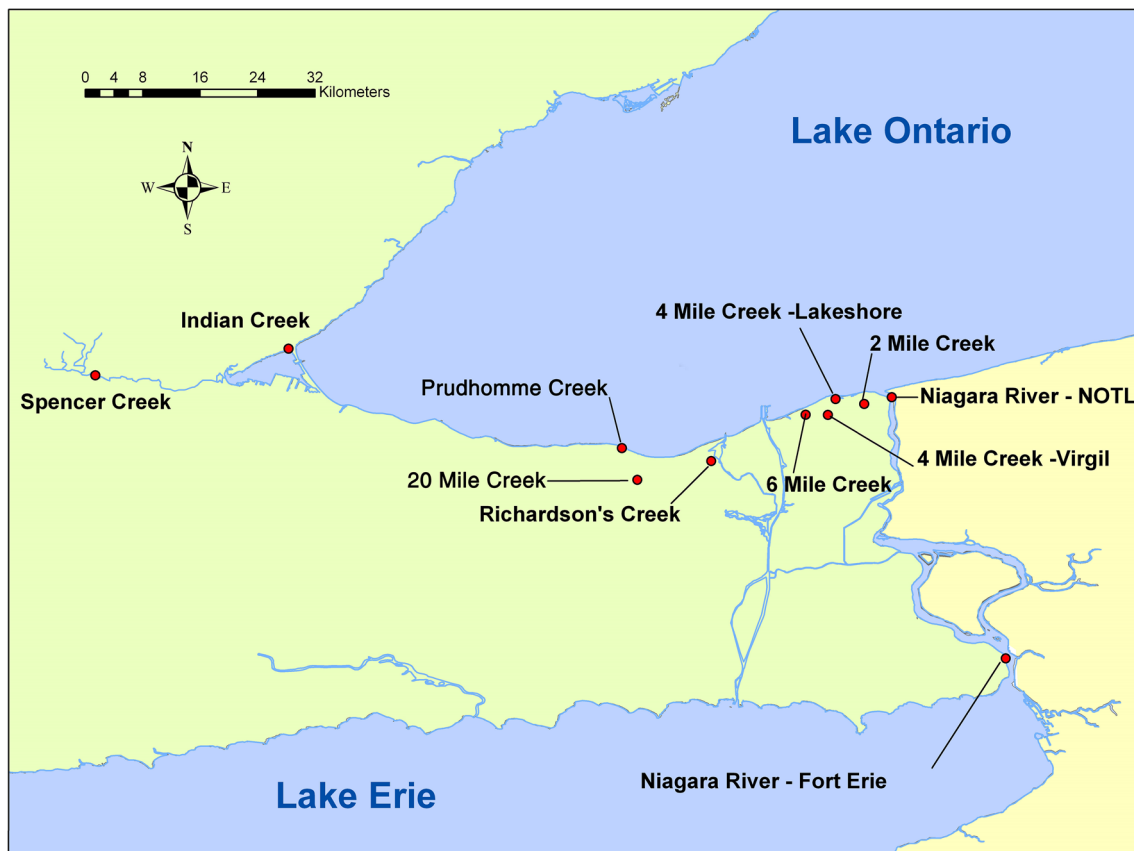 0 4 8 16 24 32
Kilometers
N
W E
S
Lake Ontario
Indian Creek
4 Mile Creek -Lakeshore
2 Mile Creek
Prudhomme Creek
Niagara River - NOTL
Spencer Creek
4 Mile Creek -Virgil
20 Mile Creek
6 Mile Creek
Richardson's Creek
Niagara River - Fort Erie
Lake Erie